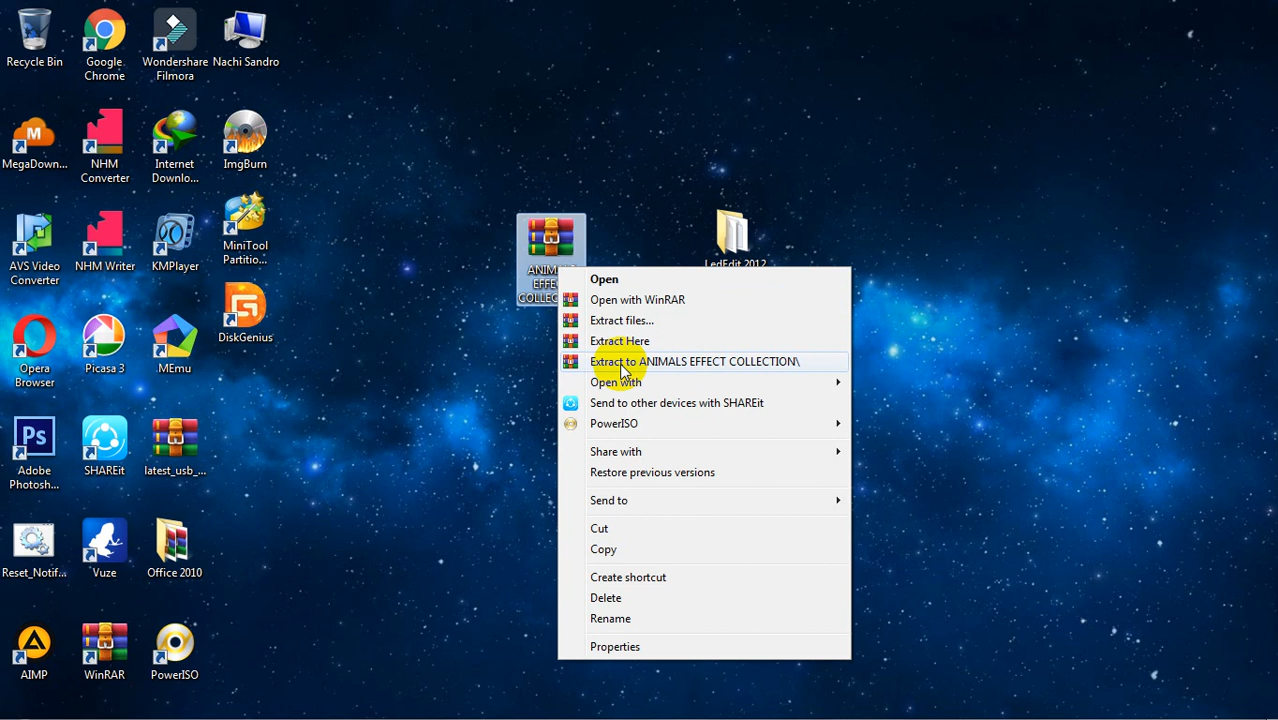 Recycle Bin
Google
Chrome
Wondershare
Filmora
Nachi Sandro
MegaDown...
NHM
Converter
Internet
Downlo...
ImgBurn
AVS Video
Converter
NHM Writer
KMPlayer
MiniTool
Partitio...
Opera
Browser
Picasa 3
MEmu
DiskGenius
Ps
Adobe
Photosh...
SHAREit
latest_usb_...
Reset_Notif...
Vuze
Office 2010
AIMP
WinRAR
PowerISO
LedEdit 2012
Open
Open with WinRAR
Extract files...
Extract Here
Extract to ANIMALS EFFECT COLLECTION\
Open with
Send to other devices with SHAREit
PowerISO
Share with
Restore previous versions
Send to
Cut
Copy
Create shortcut
Delete
Rename
Properties